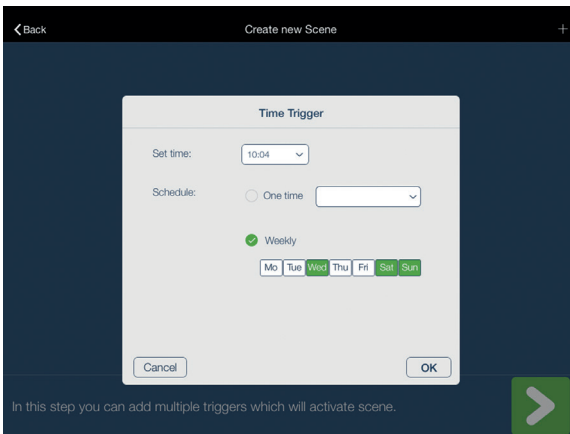 Back Create new Scene +
Time Trigger
Set time: 10:04
Schedule: One time
Weekly
Mo Tue Wed Thu Fri Sat Sun
Cancel OK
In this step you can add multiple triggers which will activate scene.